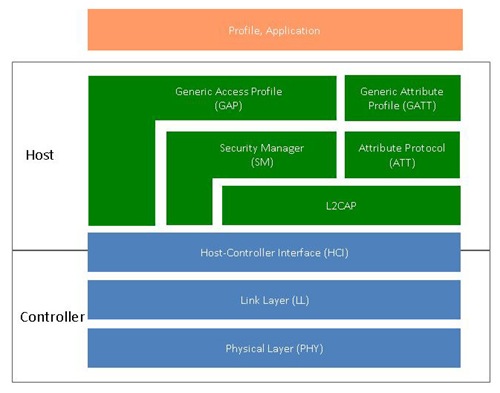 Profile, Application
Generic Access Profile
(GAP)
Generic Attribute
Profile (GATT)
Host
Security Manager
(SM)
Attribute Protocol
(ATT)
L2CAP
Host-Controller Interface (HCI)
Link Layer (LL)
Controller
Physical Layer (PHY)